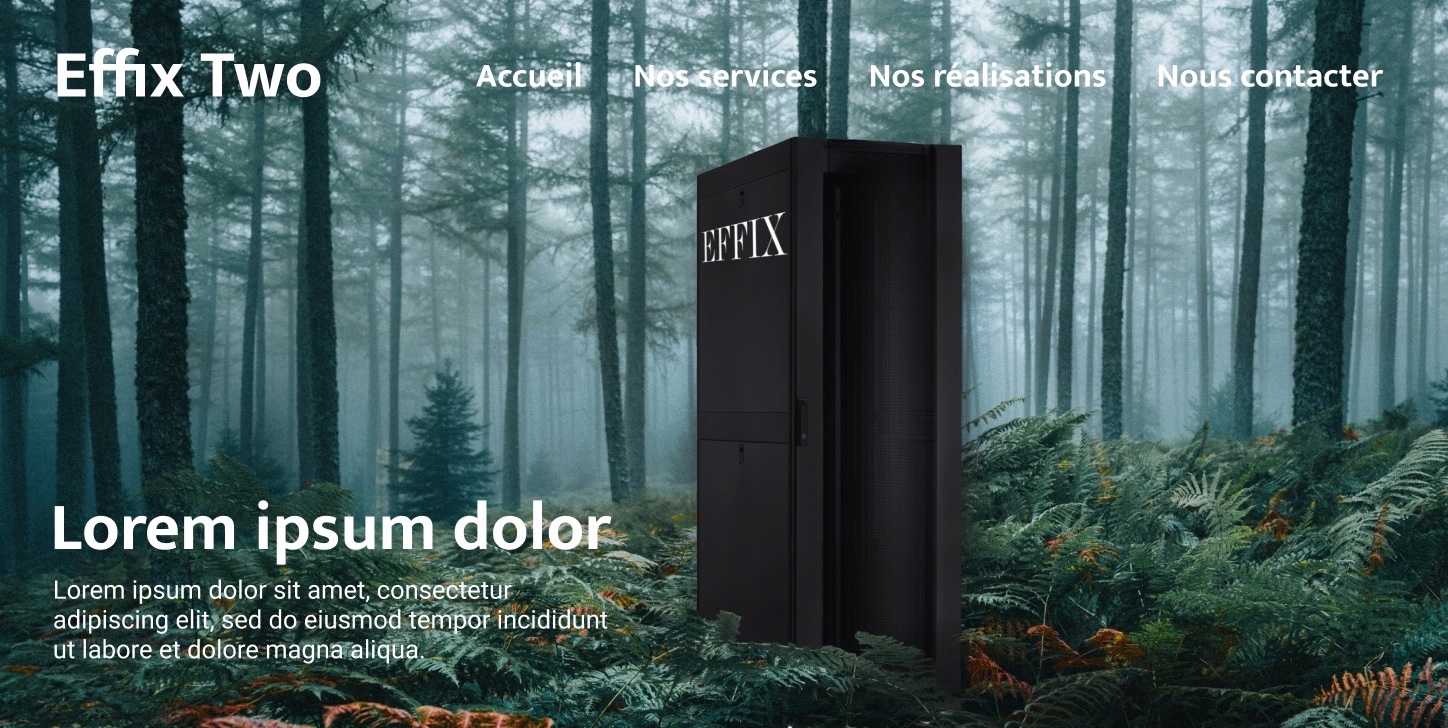 Effix Two
Accueil
Nos services
Nos réalisations
Nous contacter
EFFIX
Lorem ipsum dolor
Lorem ipsum dolor sit amet, consectetur
adipiscing elit, sed do eiusmod tempor incididunt
ut labore et dolore magna aliqua.